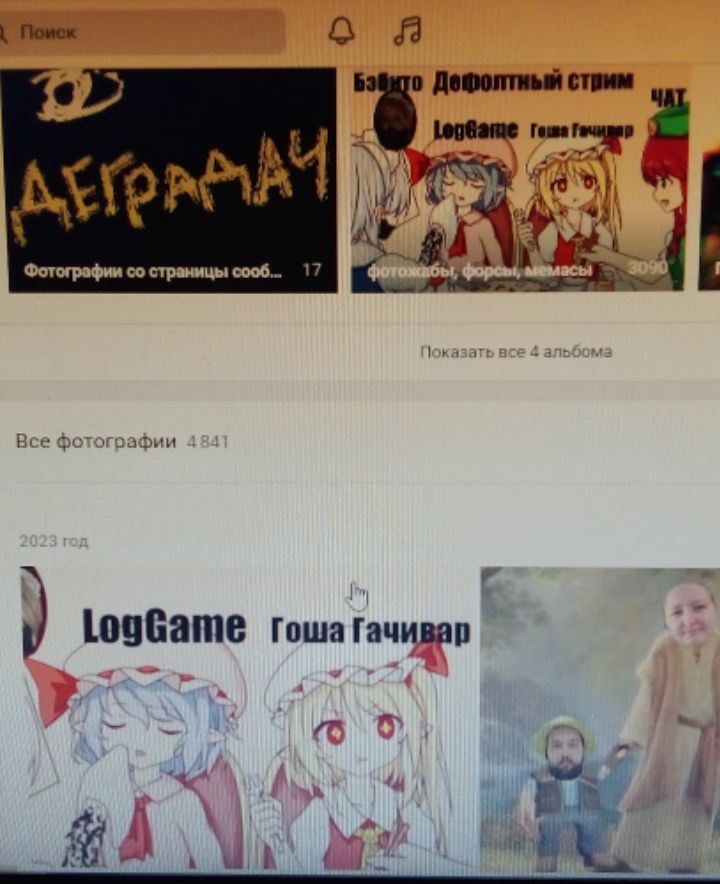 Поиск
Бэбито Дефолтный стрим
ЧАТ
LogGame Гоша Гачивар
ДЕГРАДАЧ
Фотографии со страницы сооб... 17
фотожабы, форсы, мемасы 3090
Показать все 4 альбома
Все фотографии 4 841
2023 год
LogGame Гоша Гачивар